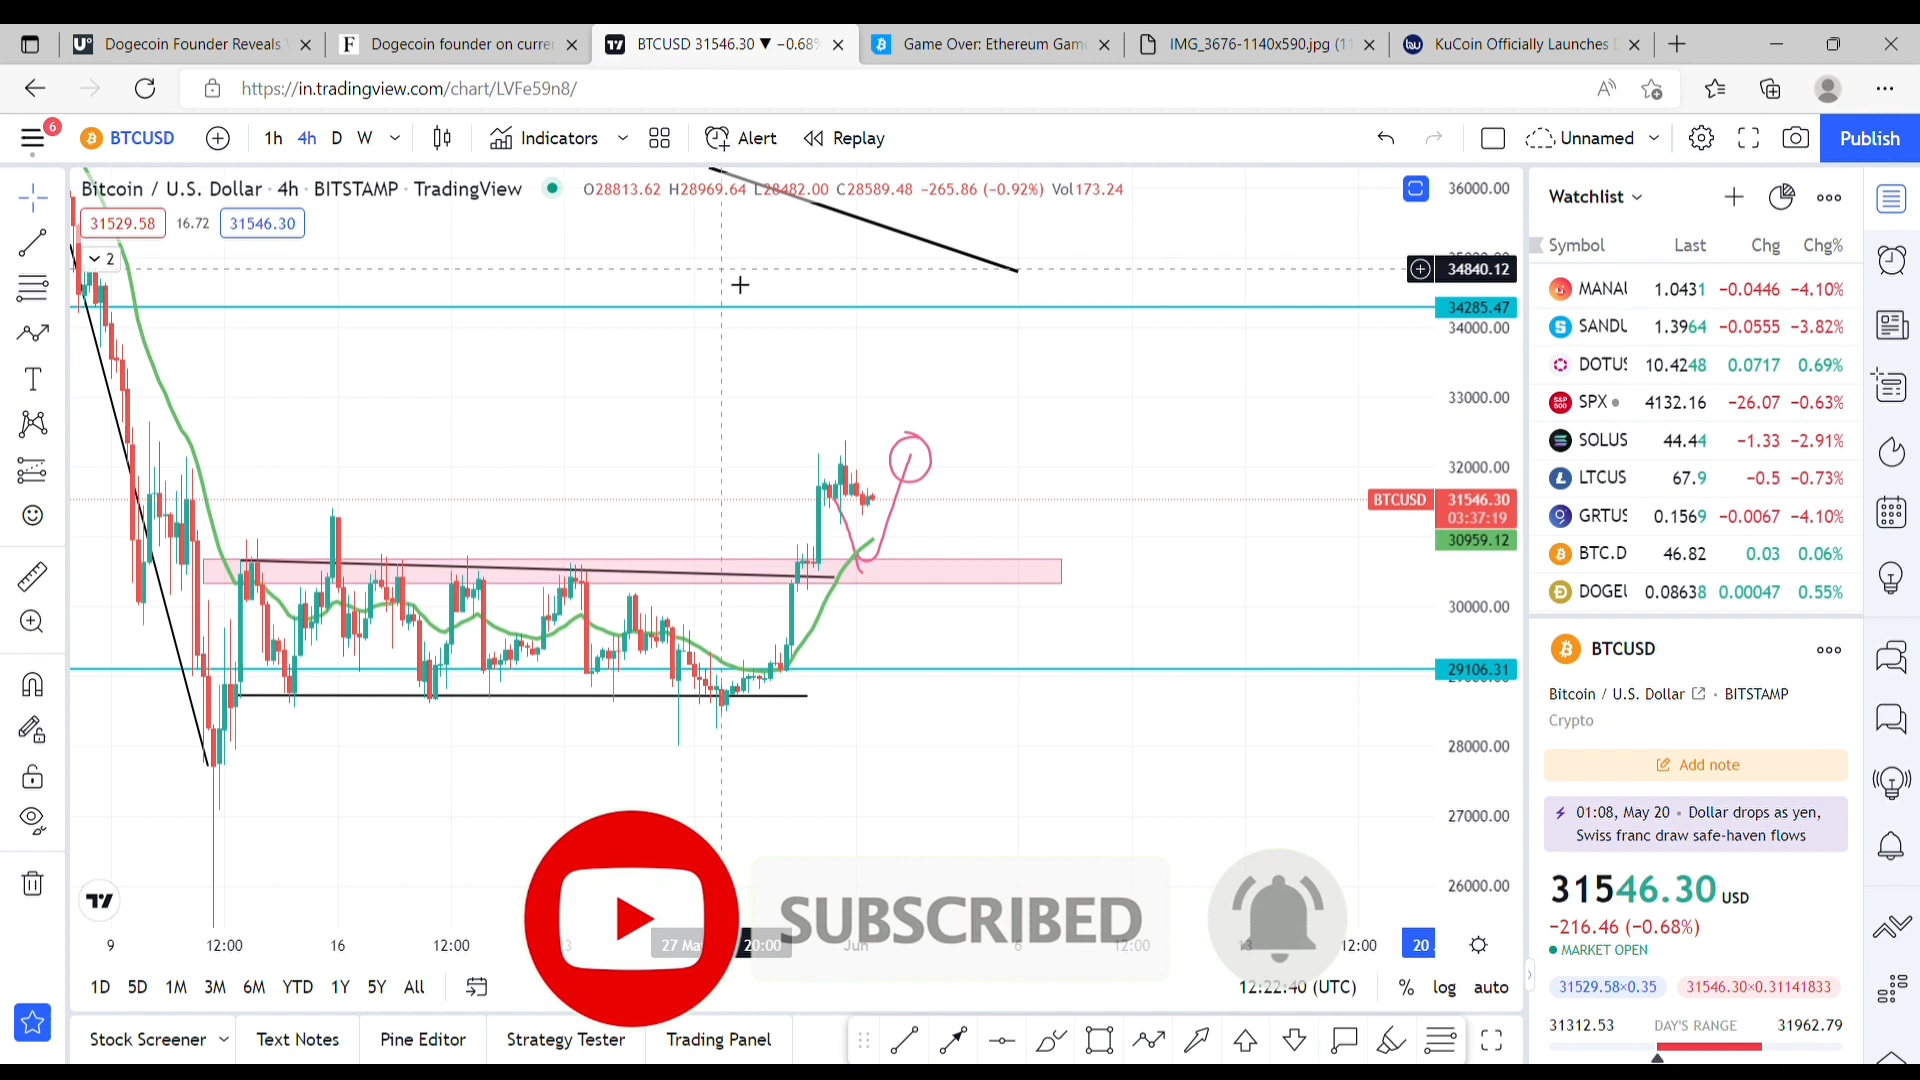 Dogecoin Founder Reveals
Dogecoin founder on curre
BTCUSD 31546.30 ▼ −0.68%
Game Over: Ethereum Gam
IMG_3676-1140x590.jpg (1
KuCoin Officially Launches
https://in.tradingview.com/chart/LVFe59n8/
6
BTCUSD
1h 4h D W
Indicators
Alert
Replay
Unnamed
Publish
Bitcoin / U.S. Dollar · 4h · BITSTAMP · TradingView
O28813.62 H28969.64 L28482.00 C28589.48 −265.86 (−0.92%) Vol173.24
31529.58 16.72 31546.30
2
36000.00
34840.12
34285.47
34000.00
33000.00
32000.00
BTCUSD 31546.30
03:37:19
30959.12
30000.00
29106.31
28000.00
27000.00
26000.00
9 12:00 16 12:00 27 Ma 20:00 Jun 6 12:00 13 12:00 20
SUBSCRIBED
1D 5D 1M 3M 6M YTD 1Y 5Y All
12:22:40 (UTC) % log auto
Stock Screener Text Notes Pine Editor Strategy Tester Trading Panel
Watchlist
Symbol Last Chg Chg%
MANAU 1.0431 −0.0446 −4.10%
SANDU 1.3964 −0.0555 −3.82%
DOTUS 10.4248 0.0717 0.69%
SPX 4132.16 −26.07 −0.63%
SOLUS 44.44 −1.33 −2.91%
LTCUS 67.9 −0.5 −0.73%
GRTUS 0.1569 −0.0067 −4.10%
BTC.D 46.82 0.03 0.06%
DOGEU 0.08638 0.00047 0.55%
BTCUSD
Bitcoin / U.S. Dollar · BITSTAMP
Crypto
Add note
01:08, May 20 · Dollar drops as yen,
Swiss franc draw safe-haven flows
31546.30 USD
−216.46 (−0.68%)
MARKET OPEN
31529.58×0.35 31546.30×0.31141833
31312.53 DAY'S RANGE 31962.79